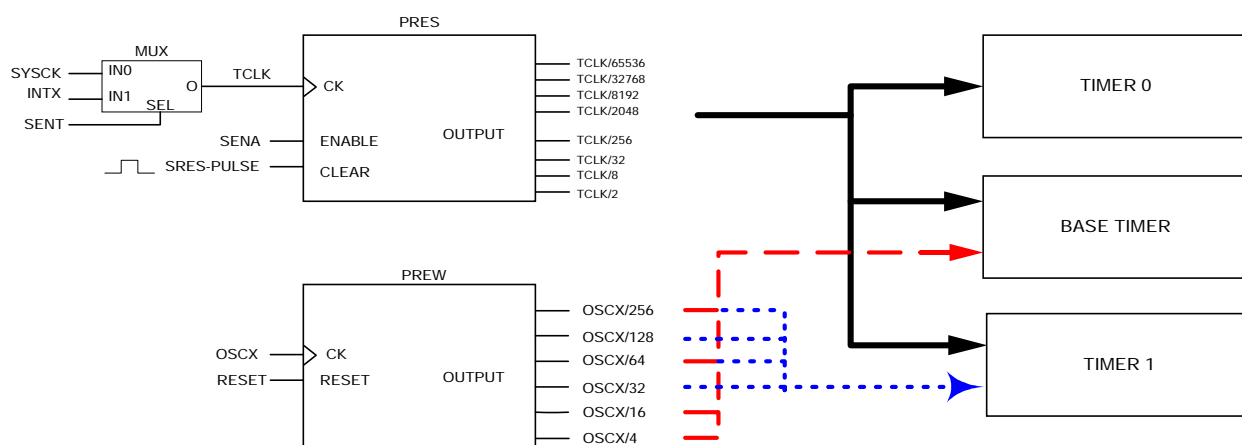 PRES
MUX
SYSCK
IN0
INTX
IN1
O
SEL
SENT
TCLK
CK
SENA
ENABLE
SRES-PULSE
CLEAR
OUTPUT
TCLK/65536
TCLK/32768
TCLK/8192
TCLK/2048
TCLK/256
TCLK/32
TCLK/8
TCLK/2
TIMER 0
BASE TIMER
TIMER 1
PREW
OSCX
CK
RESET
RESET
OUTPUT
OSCX/256
OSCX/128
OSCX/64
OSCX/32
OSCX/16
OSCX/4